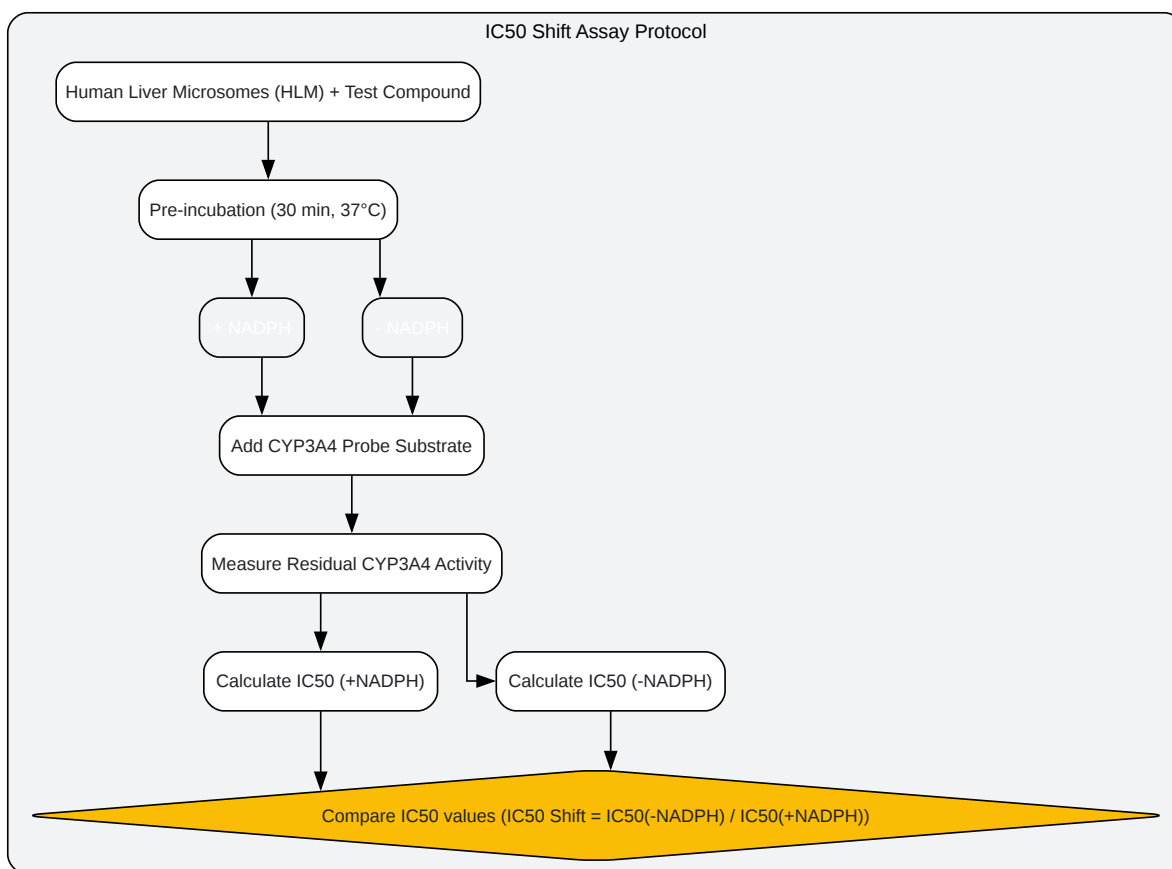 IC50 Shift Assay Protocol
Human Liver Microsomes (HLM) + Test Compound
Pre-incubation (30 min, 37°C)
+ NADPH
- NADPH
Add CYP3A4 Probe Substrate
Measure Residual CYP3A4 Activity
Calculate IC50 (+NADPH)
Calculate IC50 (-NADPH)
Compare IC50 values (IC50 Shift = IC50(-NADPH) / IC50(+NADPH))